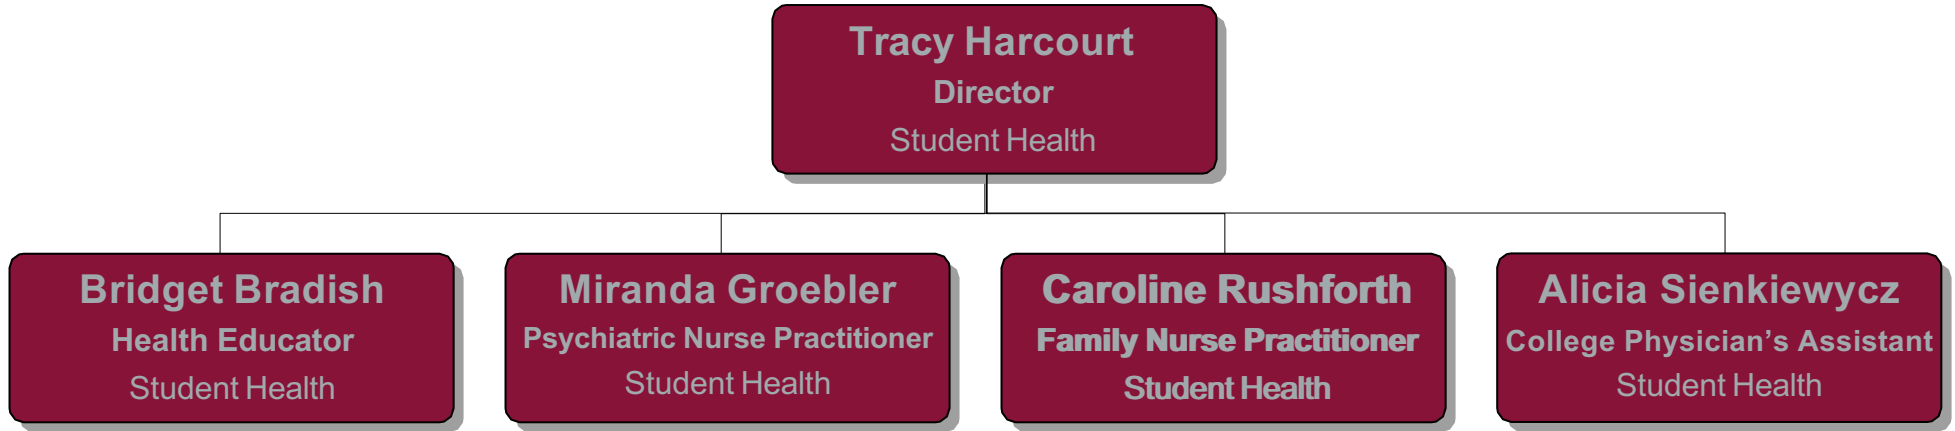 Tracy Harcourt
Director
Student Health
Bridget Bradish
Health Educator
Student Health
Miranda Groebler
Psychiatric Nurse Practitioner
Student Health
Caroline Rushforth
Family Nurse Practitioner
Student Health
Alicia Sienkiewycz
College Physician’s Assistant
Student Health